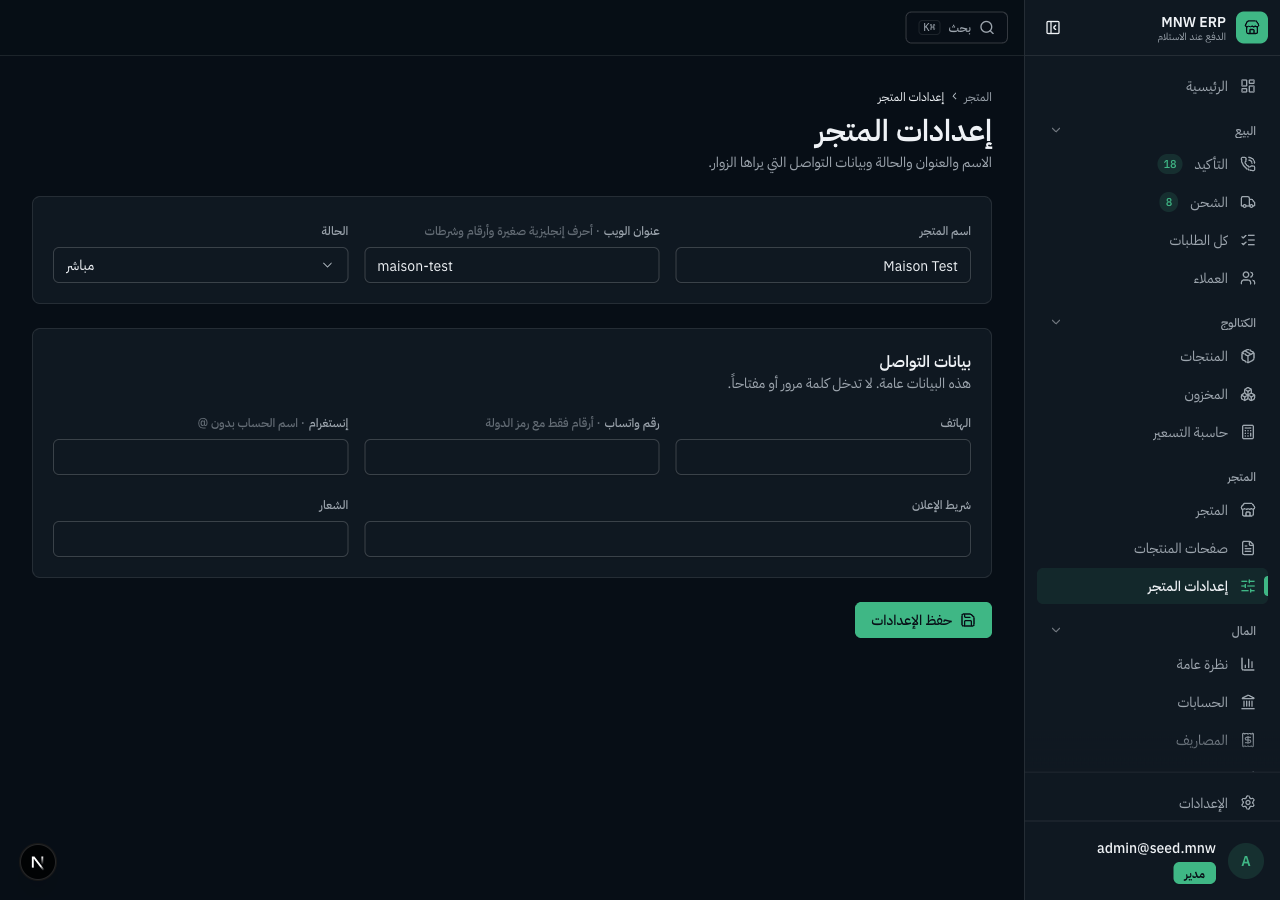 MNW ERP
الدفع عند الاستلام
بحث ⌘K
الرئيسية
البيع
التأكيد 18
الشحن 8
كل الطلبات
العملاء
الكتالوج
المنتجات
المخزون
حاسبة التسعير
المتجر
المتجر
صفحات المنتجات
إعدادات المتجر
المال
نظرة عامة
الحسابات
المصاريف
الإعدادات
A admin@seed.mnw
مدير
المتجر › إعدادات المتجر
إعدادات المتجر
الاسم والعنوان والحالة وبيانات التواصل التي يراها الزوار.
اسم المتجر
Maison Test
عنوان الويب · أحرف إنجليزية صغيرة وأرقام وشرطات
maison-test
الحالة
مباشر
بيانات التواصل
هذه البيانات عامة. لا تدخل كلمة مرور أو مفتاحاً.
الهاتف
رقم واتساب · أرقام فقط مع رمز الدولة
إنستغرام · اسم الحساب بدون @
شريط الإعلان
الشعار
حفظ الإعدادات
N